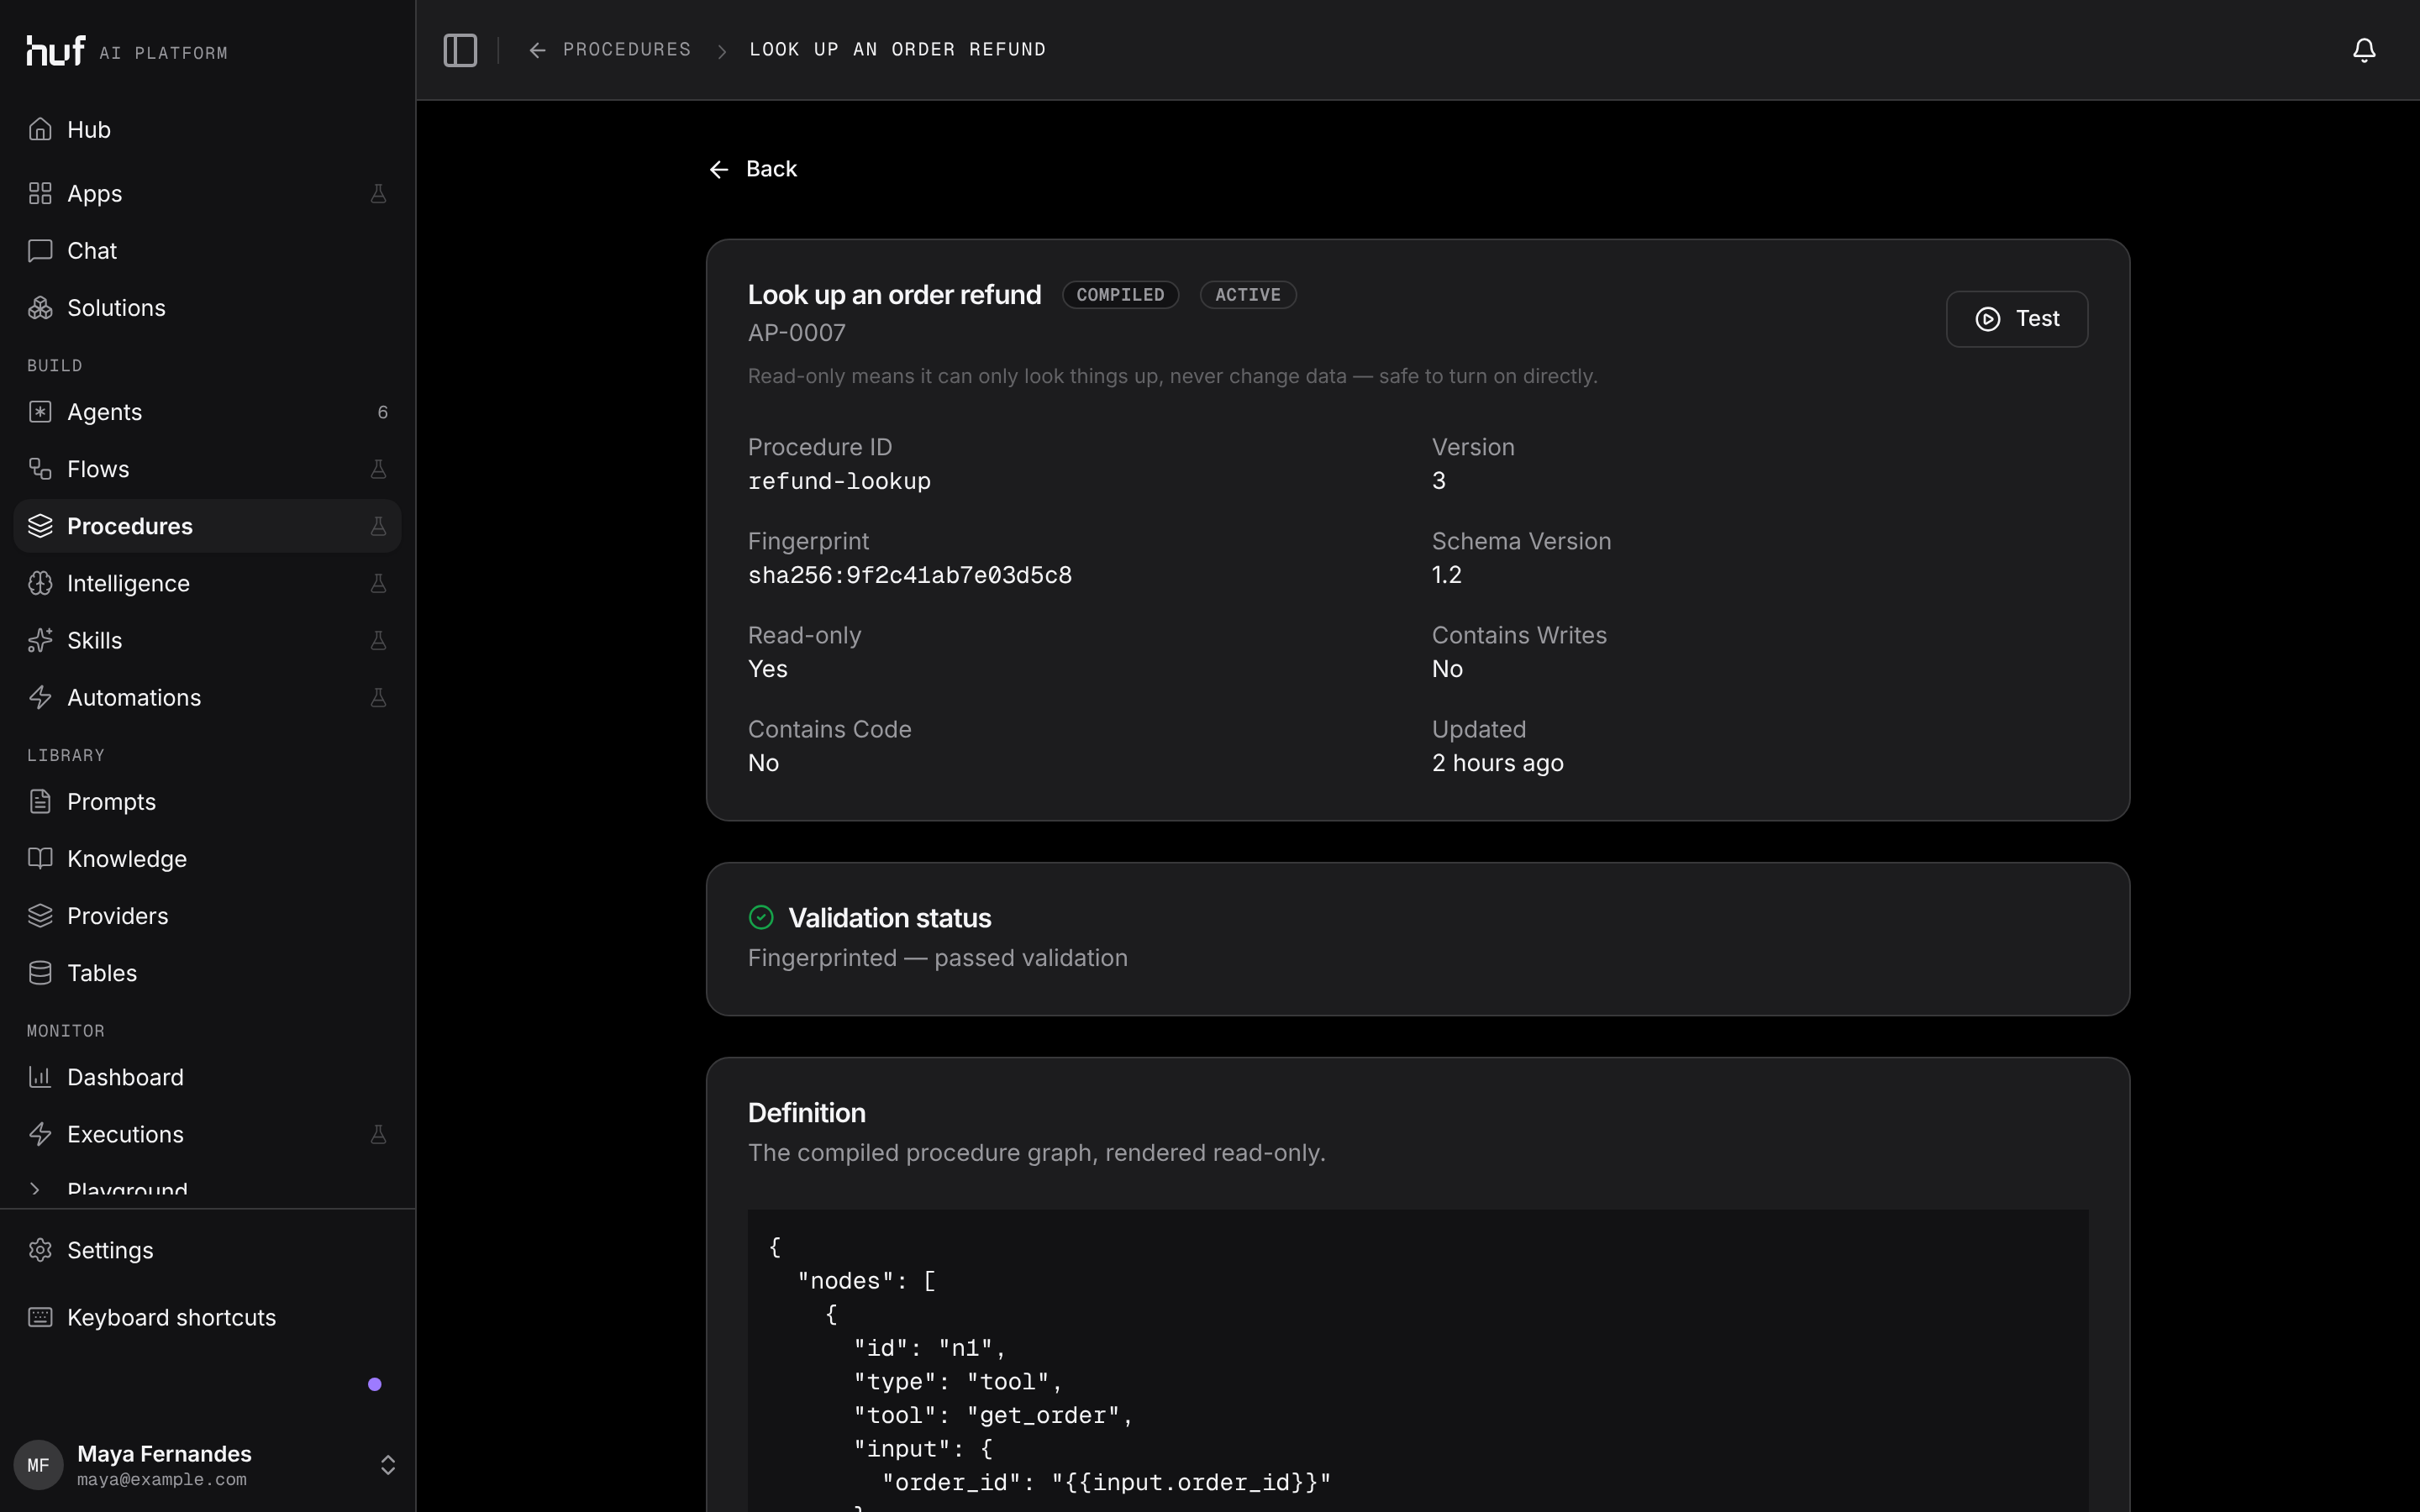 huf AI PLATFORM
Hub
Apps
Chat
Solutions
BUILD
Agents 6
Flows
Procedures
Intelligence
Skills
Automations
LIBRARY
Prompts
Knowledge
Providers
Tables
MONITOR
Dashboard
Executions
Playground
Settings
Keyboard shortcuts
MF Maya Fernandes
maya@example.com
PROCEDURES LOOK UP AN ORDER REFUND
Back
Look up an order refund COMPILED ACTIVE
AP-0007
Test
Read-only means it can only look things up, never change data — safe to turn on directly.
Procedure ID
refund-lookup
Version
3
Fingerprint
sha256:9f2c41ab7e03d5c8
Schema Version
1.2
Read-only
Yes
Contains Writes
No
Contains Code
No
Updated
2 hours ago
Validation status
Fingerprinted — passed validation
Definition
The compiled procedure graph, rendered read-only.
{
"nodes": [
{
"id": "n1",
"type": "tool",
"tool": "get_order",
"input": {
"order_id": "{{input.order_id}}"
}